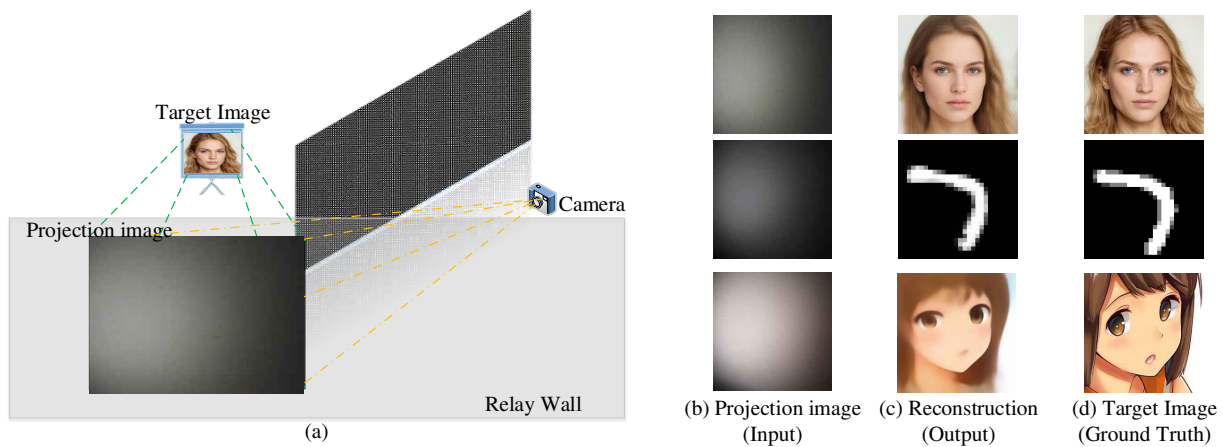 Target Image
Camera
Projection image
Relay Wall
(a)
(b) Projection image
(Input)
(c) Reconstruction
(Output)
(d) Target Image
(Ground Truth)